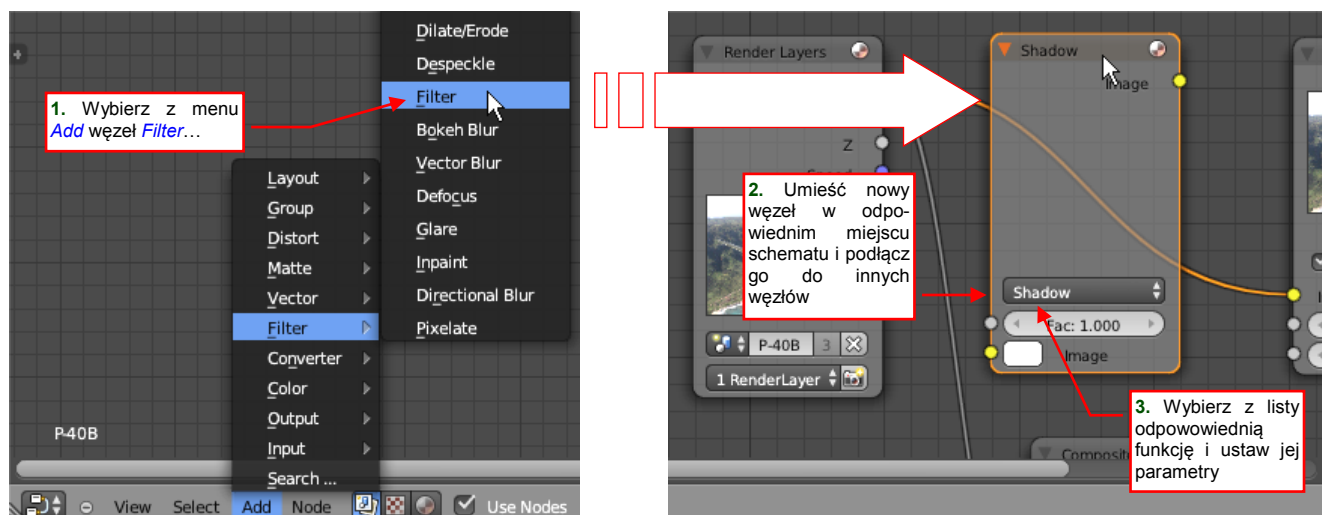 Dilate/Erode
Despeckle
Filter
Bokeh Blur
Vector Blur
Defocus
Glare
Inpaint
Directional Blur
Pixelate
1. Wybierz z menu
Add węzeł Filter…
Layout
Group
Distort
Matte
Vector
Filter
Converter
Color
Output
Input
Search ...
P-40B
View Select Add Node Use Nodes
Render Layers
Z
P-40B 3
1 RenderLayer
Shadow
Image
2. Umieść nowy
węzeł w odpo-
wiednim miejscu
schematu i podłącz
go do innych
węzłów
Shadow
Fac: 1.000
Image
3. Wybierz z listy
odpowowiednią
funkcję i ustaw jej
parametry